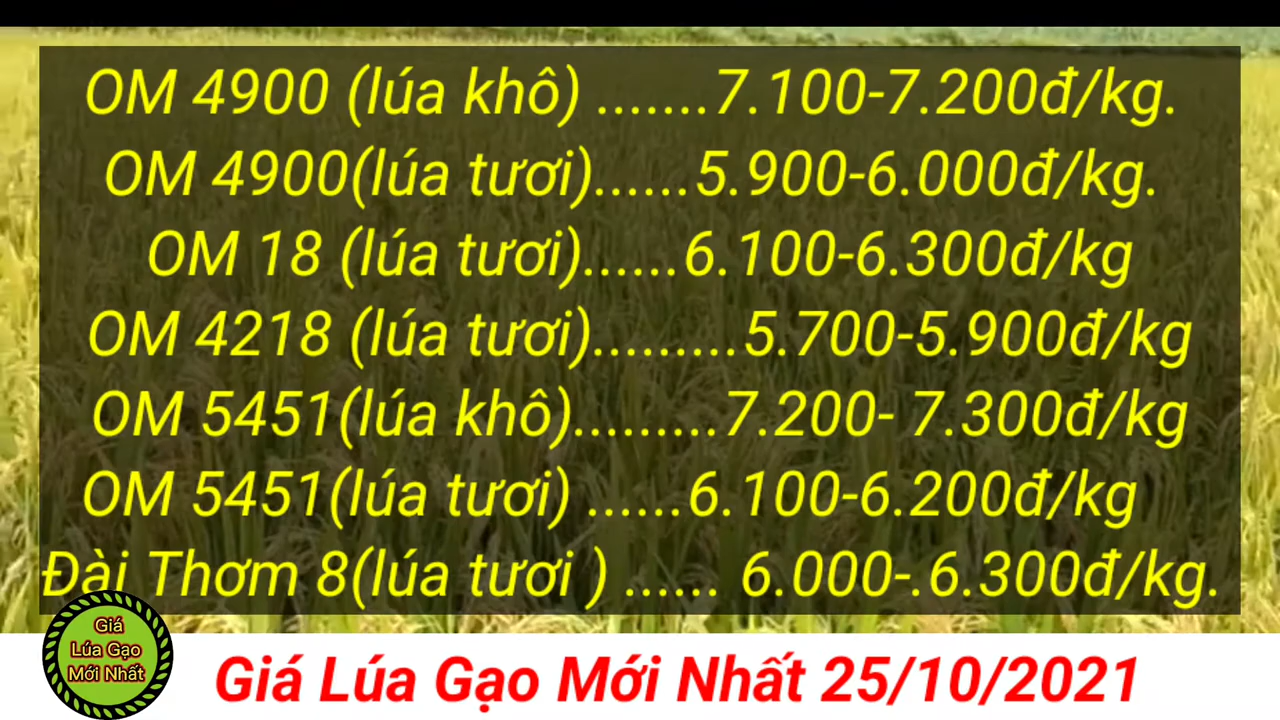 OM 4900 (lúa khô) .......7.100-7.200đ/kg.
OM 4900(lúa tươi)......5.900-6.000đ/kg.
OM 18 (lúa tươi)......6.100-6.300đ/kg
OM 4218 (lúa tươi).........5.700-5.900đ/kg
OM 5451(lúa khô).........7.200- 7.300đ/kg
OM 5451(lúa tươi) ......6.100-6.200đ/kg
Đài Thơm 8(lúa tươi ) ...... 6.000-.6.300đ/kg.
Giá
Lúa Gạo
Mới Nhất
Giá Lúa Gạo Mới Nhất 25/10/2021